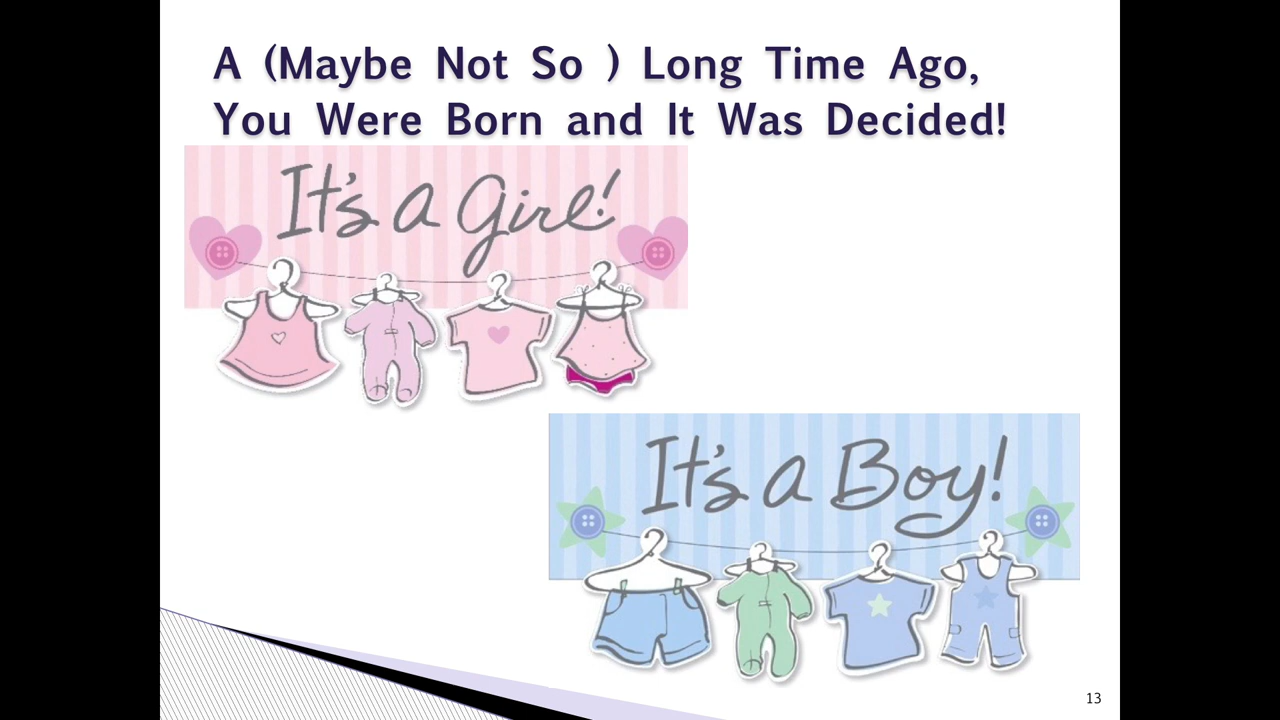 A (Maybe Not So ) Long Time Ago,
You Were Born and It Was Decided!
It's a Girl!
It's a Boy!
13